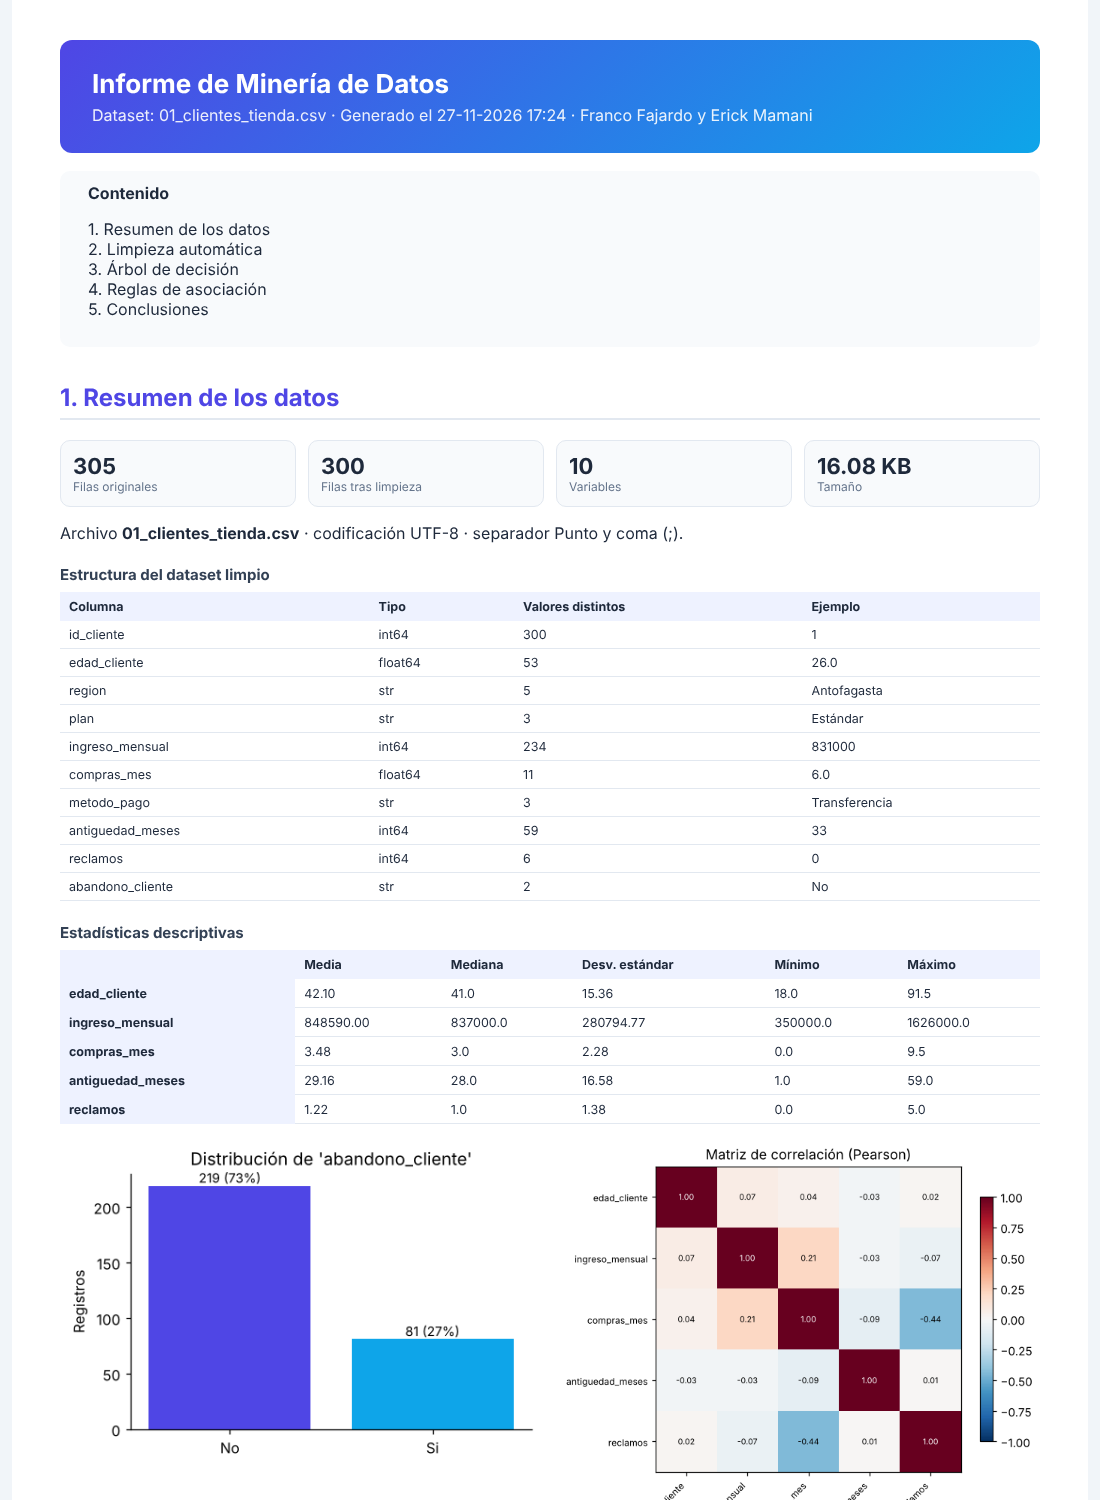 Informe de Minería de Datos
Dataset: 01_clientes_tienda.csv · Generado el 27-11-2026 17:24 · Franco Fajardo y Erick Mamani
Contenido
1. Resumen de los datos
2. Limpieza automática
3. Árbol de decisión
4. Reglas de asociación
5. Conclusiones
1. Resumen de los datos
305 300 10 16.08 KB
Filas originales Filas tras limpieza Variables Tamaño
Archivo 01_clientes_tienda.csv · codificación UTF-8 · separador Punto y coma (;).
Estructura del dataset limpio
Columna Tipo Valores distintos Ejemplo
id_cliente int64 300 1
edad_cliente float64 53 26.0
region str 5 Antofagasta
plan str 3 Estándar
ingreso_mensual int64 234 831000
compras_mes float64 11 6.0
metodo_pago str 3 Transferencia
antiguedad_meses int64 59 33
reclamos int64 6 0
abandono_cliente str 2 No
Estadísticas descriptivas
Media Mediana Desv. estándar Mínimo Máximo
edad_cliente 42.10 41.0 15.36 18.0 91.5
ingreso_mensual 848590.00 837000.0 280794.77 350000.0 1626000.0
compras_mes 3.48 3.0 2.28 0.0 9.5
antiguedad_meses 29.16 28.0 16.58 1.0 59.0
reclamos 1.22 1.0 1.38 0.0 5.0
Distribución de 'abandono_cliente'
219 (73%)
81 (27%)
200
150
100
50
0
Registros
No Si
Matriz de correlación (Pearson)
edad_cliente 1.00 0.07 0.04 -0.03 0.02
ingreso_mensual 0.07 1.00 0.21 -0.03 -0.07
compras_mes 0.04 0.21 1.00 -0.09 -0.44
antiguedad_meses -0.03 -0.03 -0.09 1.00 0.01
reclamos 0.02 -0.07 -0.44 0.01 1.00
1.00
0.75
0.50
0.25
0.00
−0.25
−0.50
−0.75
−1.00